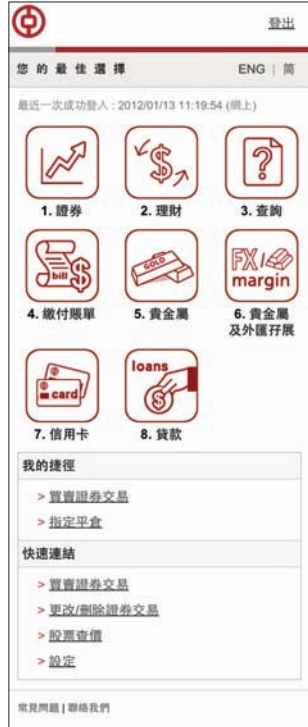 登出
您的最佳選擇 ENG | 简
最近一次成功登入 : 2012/01/13 11:19:54 (網上)
1. 證券 2. 理財 3. 查詢
bill GOLD FX/ margin
4. 繳付賬單 5. 貴金屬 6. 貴金屬
及外匯孖展
card loans
7. 信用卡 8. 貸款
我的捷徑
> 買賣證券交易
> 指定平倉
快速連結
> 買賣證券交易
> 更改/刪除證券交易
> 股票查價
> 設定
常見問題 | 聯絡我們